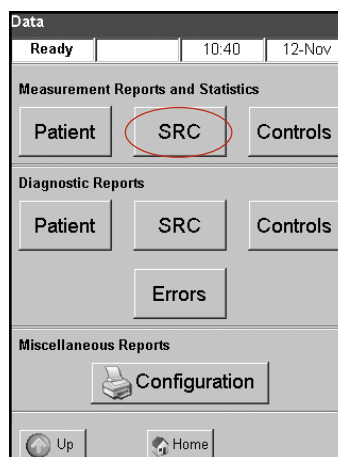 Data
Ready 10:40 12-Nov
Measurement Reports and Statistics
Patient SRC Controls
Diagnostic Reports
Patient SRC Controls
Errors
Miscellaneous Reports
Configuration
Up Home